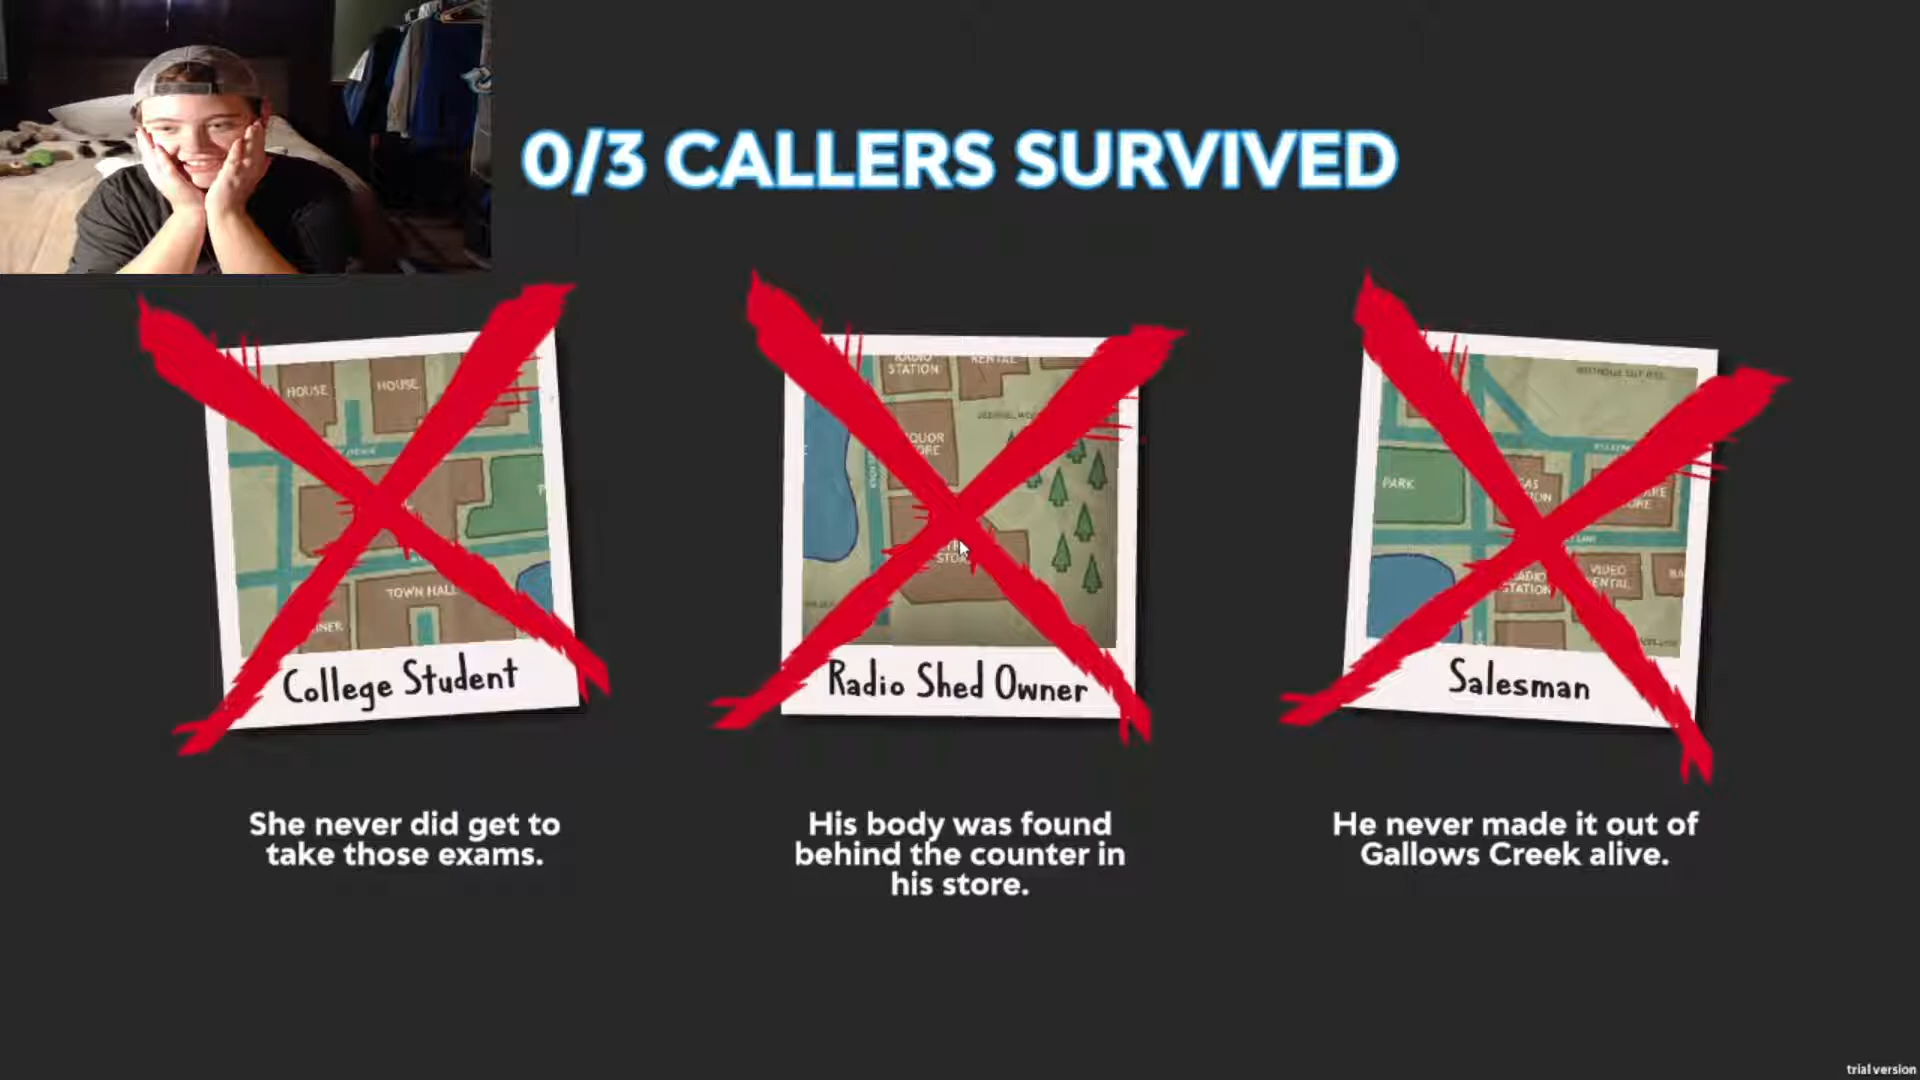 0/3 CALLERS SURVIVED
HOUSE
HOUSE
TOWN HALL
College Student
RADIO
STATION
RENTAL
STOR
Radio Shed Owner
PARK
STATION
VIDEO
RENTAL
Salesman
She never did get to
take those exams.
His body was found
behind the counter in
his store.
He never made it out of
Gallows Creek alive.
trial version